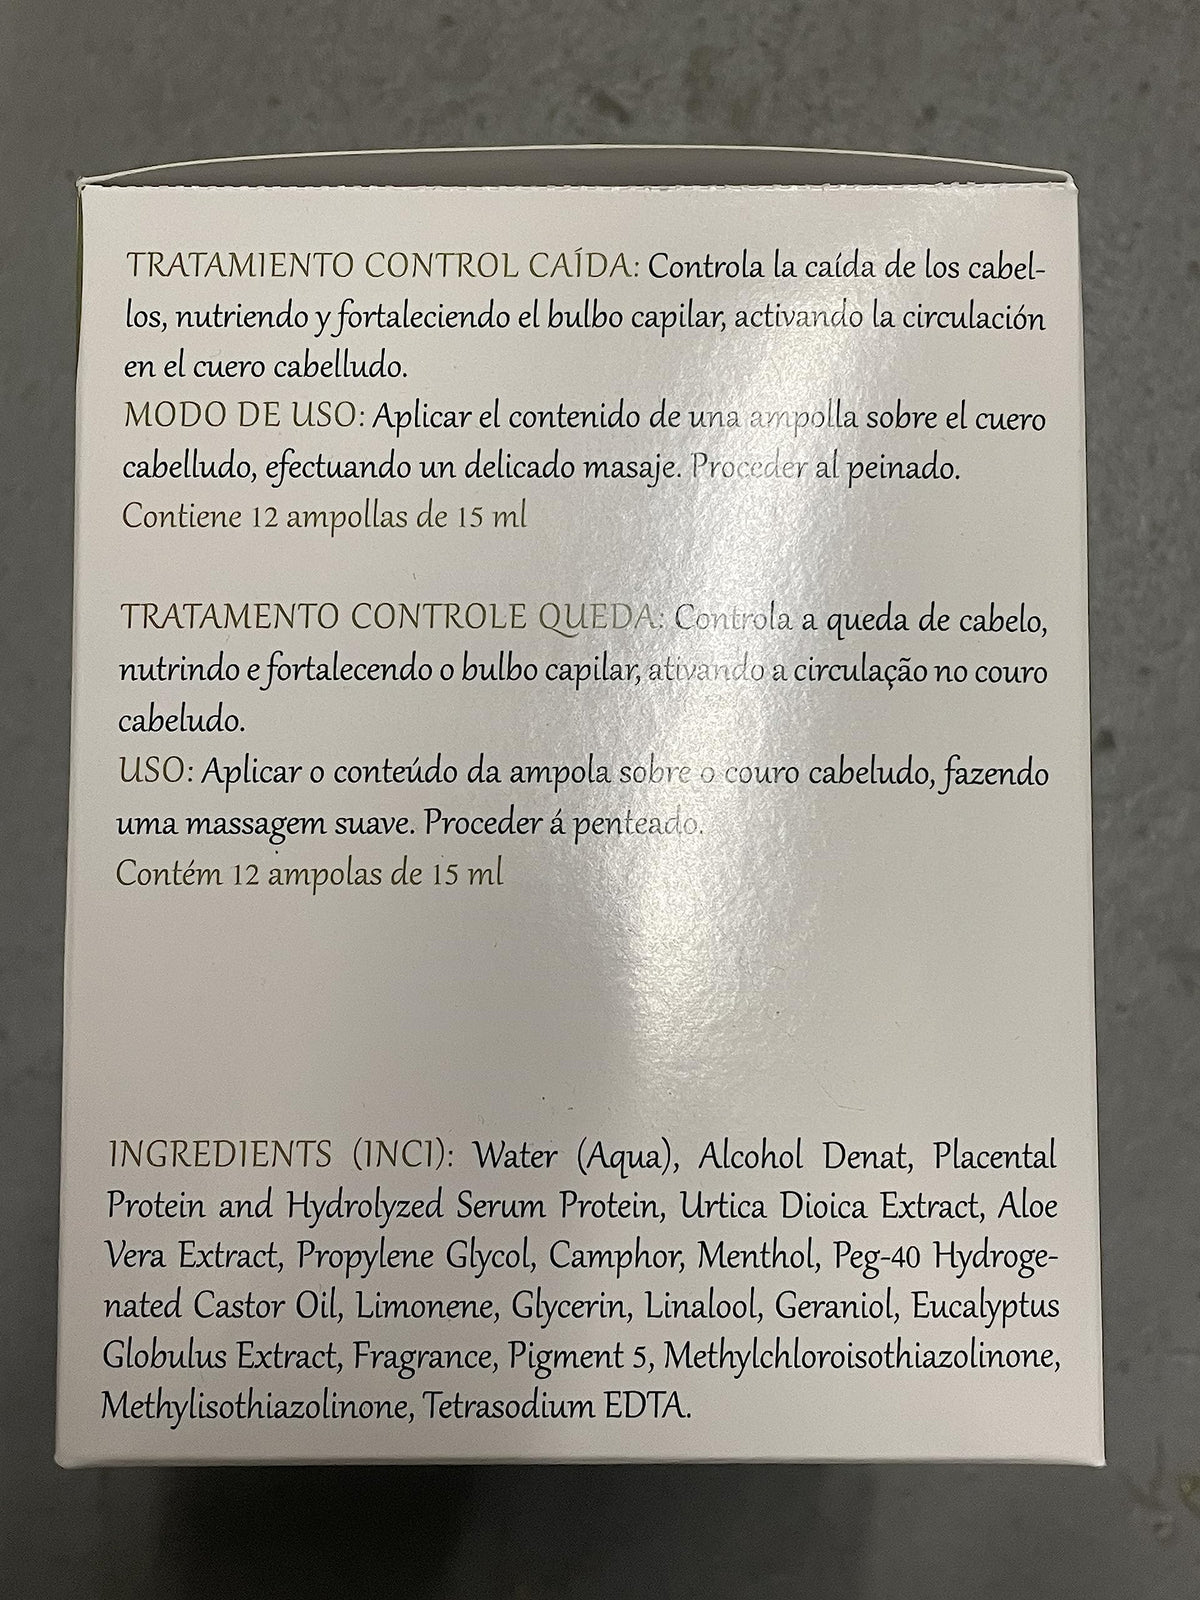 TRATAMIENTO CONTROL CAÍDA: Controla la caída de los cabel-
los, nutriendo y fortaleciendo el bulbo capilar, activando la circulación
en el cuero cabelludo.
MODO DE USO: Aplicar el contenido de una ampolla sobre el cuero
cabelludo, efectuando un delicado masaje. Proceder al peinado.
Contiene 12 ampollas de 15 ml
TRATAMENTO CONTROLE QUEDA: Controla a queda de cabelo,
nutrindo e fortalecendo o bulbo capilar, ativando a circulação no couro
cabeludo.
USO: Aplicar o conteúdo da ampola sobre o couro cabeludo, fazendo
uma massagem suave. Proceder á penteado.
Contém 12 ampolas de 15 ml
INGREDIENTS (INCI): Water (Aqua), Alcohol Denat, Placental
Protein and Hydrolyzed Serum Protein, Urtica Dioica Extract, Aloe
Vera Extract, Propylene Glycol, Camphor, Menthol, Peg-40 Hydroge-
nated Castor Oil, Limonene, Glycerin, Linalool, Geraniol, Eucalyptus
Globulus Extract, Fragrance, Pigment 5, Methylchloroisothiazolinone,
Methylisothiazolinone, Tetrasodium EDTA.